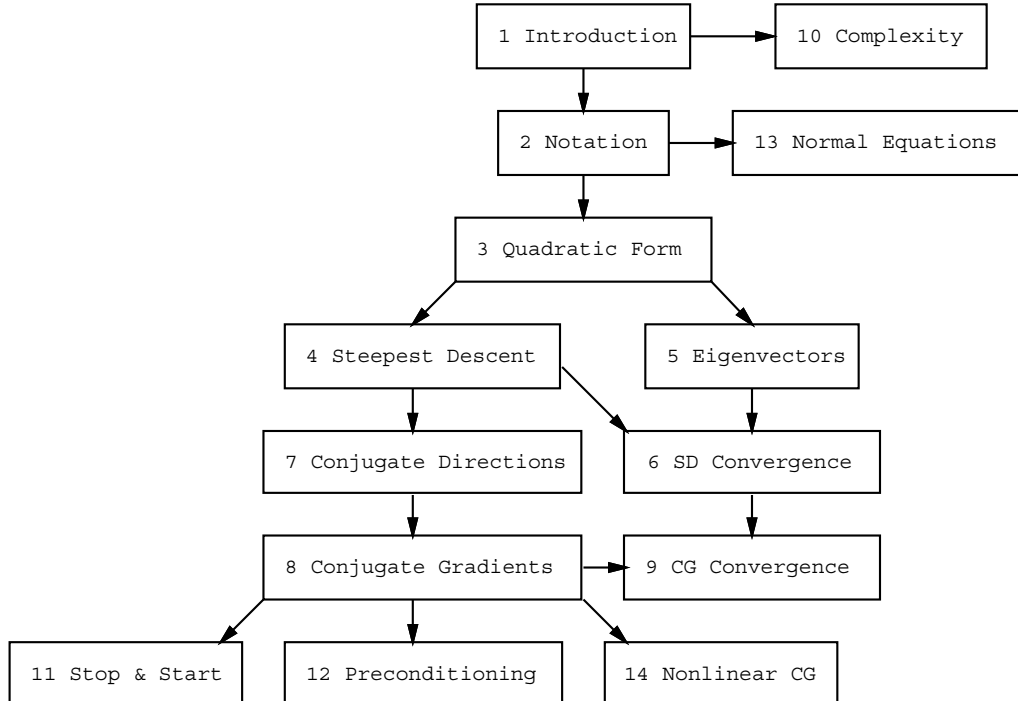 1 Introduction
10 Complexity
2 Notation
13 Normal Equations
3 Quadratic Form
4 Steepest Descent
5 Eigenvectors
7 Conjugate Directions
6 SD Convergence
8 Conjugate Gradients
9 CG Convergence
11 Stop & Start
12 Preconditioning
14 Nonlinear CG